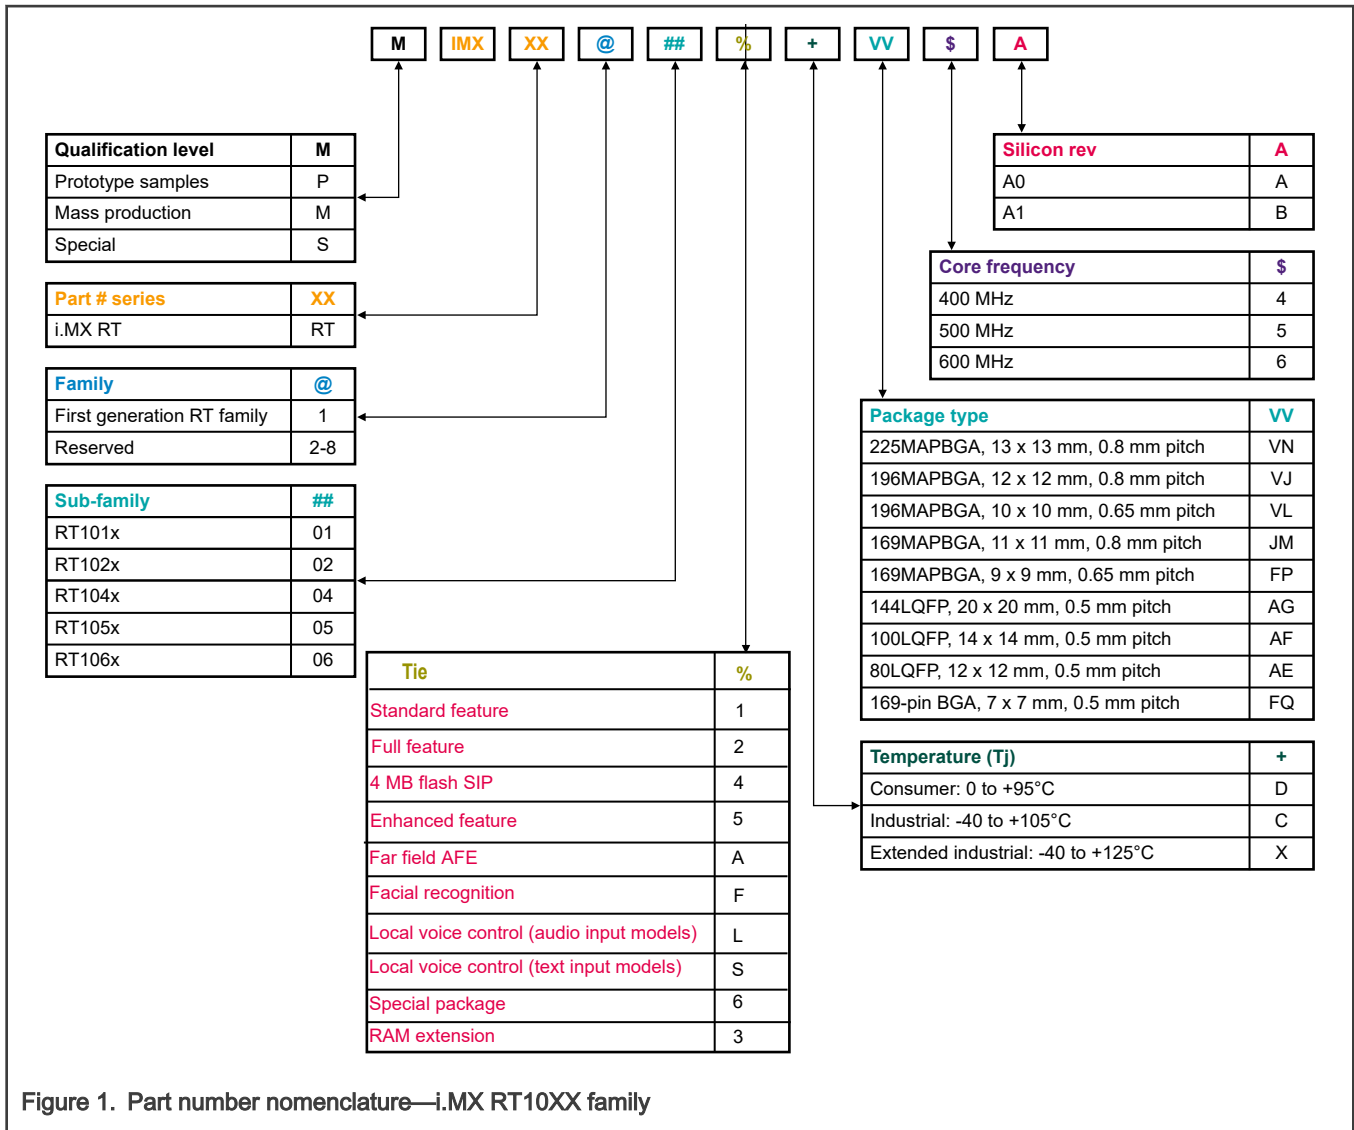 M IMX XX @ ## % + VV $ A
Qualification level M
Prototype samples P
Mass production M
Special S
Part # series XX
i.MX RT RT
Family @
First generation RT family 1
Reserved 2-8
Sub-family ##
RT101x 01
RT102x 02
RT104x 04
RT105x 05
RT106x 06
Tie %
Standard feature 1
Full feature 2
4 MB flash SIP 4
Enhanced feature 5
Far field AFE A
Facial recognition F
Local voice control (audio input models) L
Local voice control (text input models) S
Special package 6
RAM extension 3
Silicon rev A
A0 A
A1 B
Core frequency $
400 MHz 4
500 MHz 5
600 MHz 6
Package type VV
225MAPBGA, 13 x 13 mm, 0.8 mm pitch VN
196MAPBGA, 12 x 12 mm, 0.8 mm pitch VJ
196MAPBGA, 10 x 10 mm, 0.65 mm pitch VL
169MAPBGA, 11 x 11 mm, 0.8 mm pitch JM
169MAPBGA, 9 x 9 mm, 0.65 mm pitch FP
144LQFP, 20 x 20 mm, 0.5 mm pitch AG
100LQFP, 14 x 14 mm, 0.5 mm pitch AF
80LQFP, 12 x 12 mm, 0.5 mm pitch AE
169-pin BGA, 7 x 7 mm, 0.5 mm pitch FQ
Temperature (Tj) +
Consumer: 0 to +95°C D
Industrial: -40 to +105°C C
Extended industrial: -40 to +125°C X
Figure 1. Part number nomenclature—i.MX RT10XX family